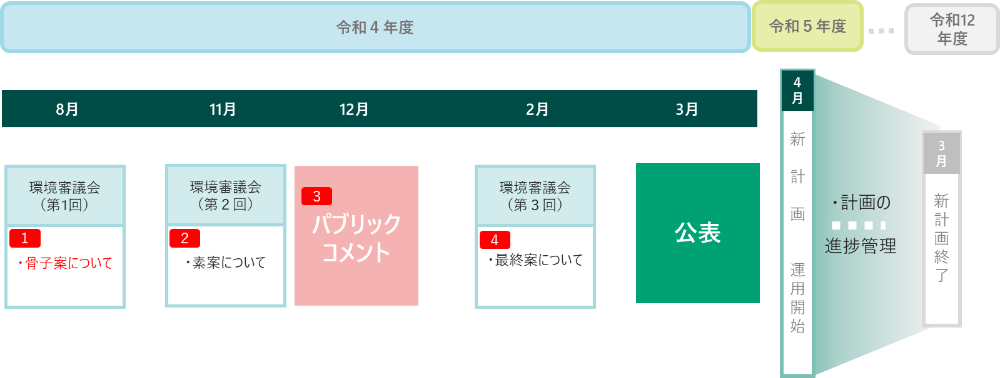 令和４年度
令和５年度
令和12
年度
8月
11月
12月
2月
3月
環境審議会
（第1回）
1
・骨子案について
環境審議会
（第２回）
2
・素案について
3
パブリック
コメント
環境審議会
（第３回）
4
・最終案について
公表
4
月
新計画　運用開始
・計画の
進捗管理
3
月
新計画終了